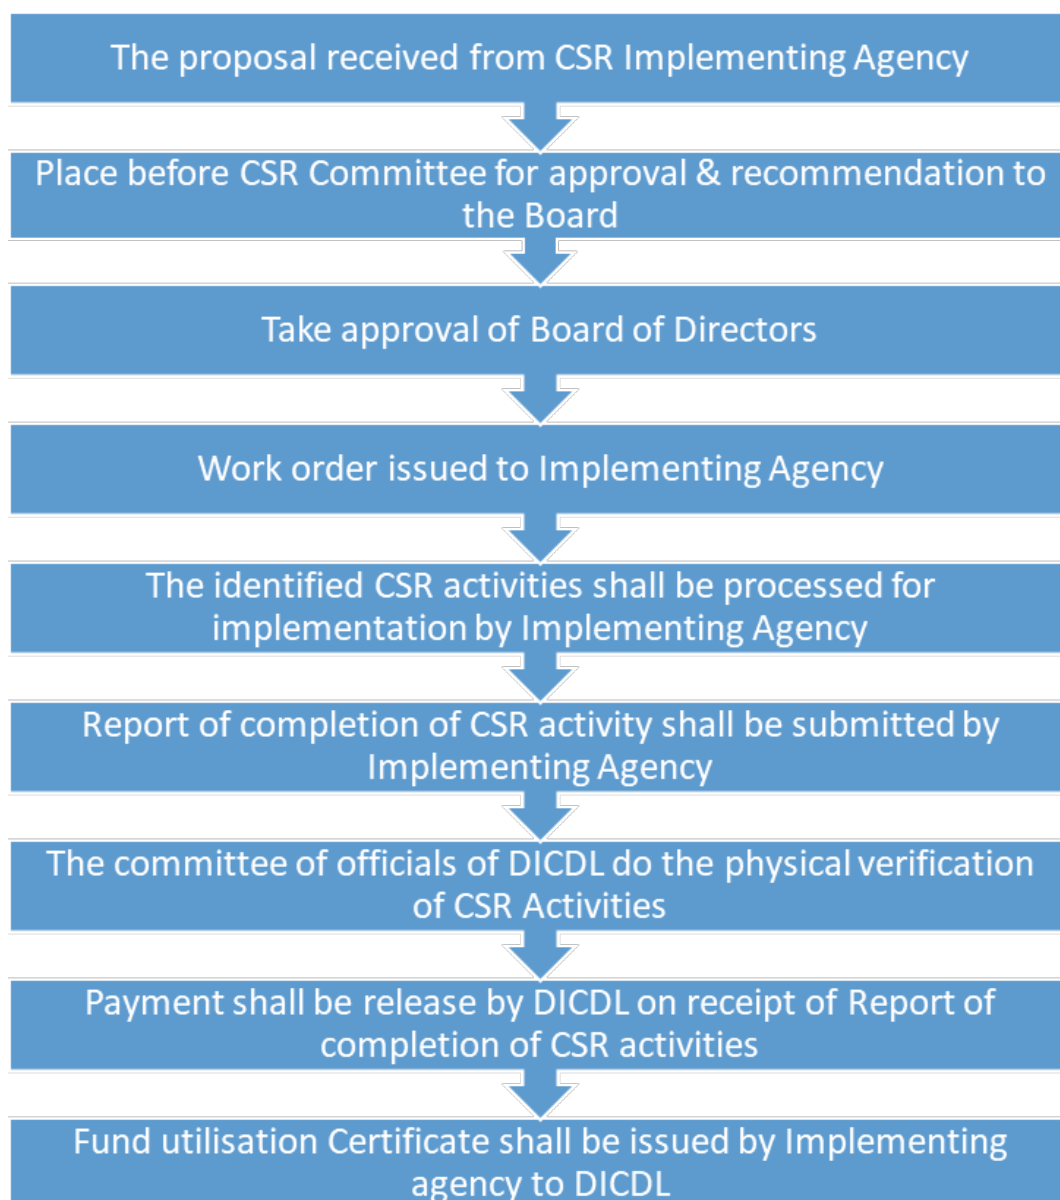 The proposal received from CSR Implementing Agency
Place before CSR Committee for approval & recommendation to
the Board
Take approval of Board of Directors
Work order issued to Implementing Agency
The identified CSR activities shall be processed for
implementation by Implementing Agency
Report of completion of CSR activity shall be submitted by
Implementing Agency
The committee of officials of DICDL do the physical verification
of CSR Activities
Payment shall be release by DICDL on receipt of Report of
completion of CSR activities
Fund utilisation Certificate shall be issued by Implementing
agency to DICDL